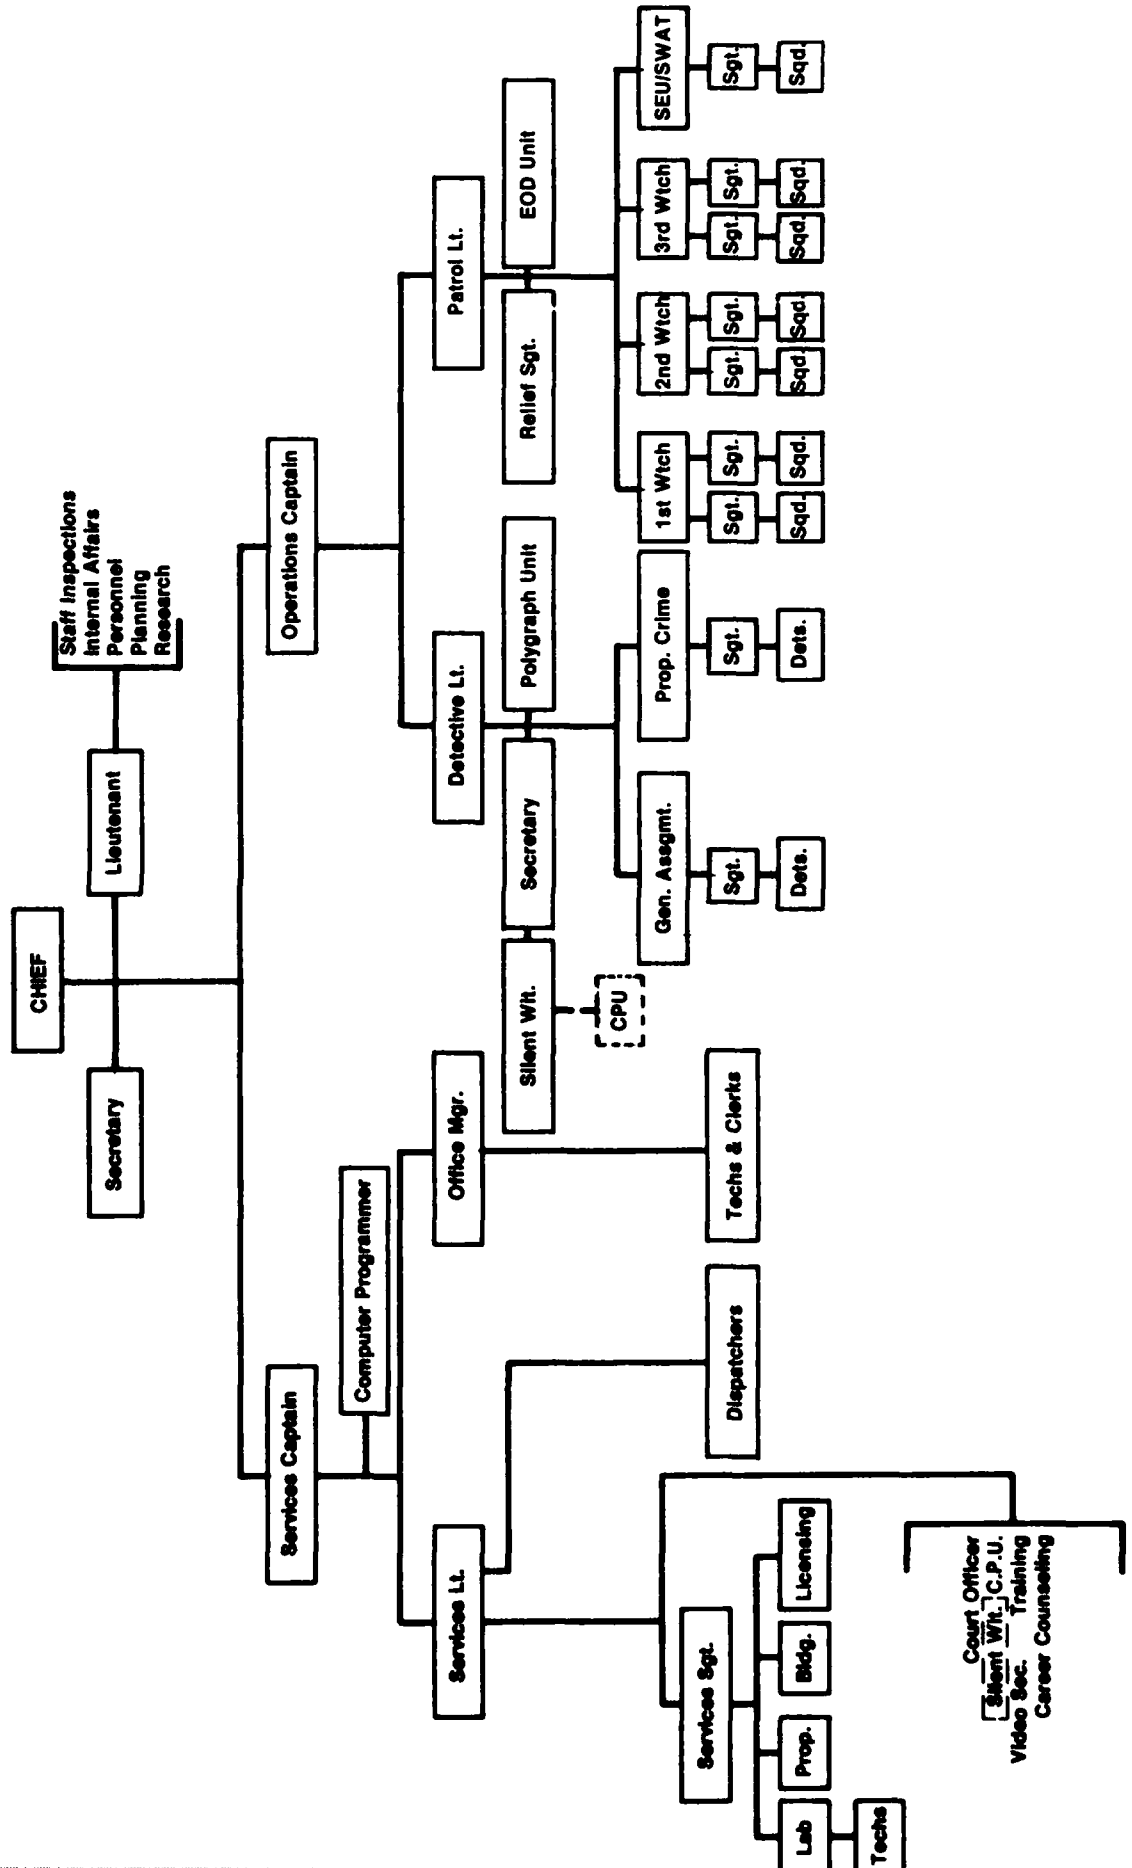 CHIEF
Secretary
Lieutenant
Staff Inspections
Internal Affairs
Personnel
Planning
Research
Services Captain
Operations Captain
Computer Programmer
Services Lt.
Office Mgr.
Detective Lt.
Patrol Lt.
Silent Wit.
Secretary
Polygraph Unit
Relief Sgt.
EOD Unit
CPU
Gen. Assgmt.
Prop. Crime
1st Wtch
2nd Wtch
3rd Wtch
SEU/SWAT
Services Sgt.
Dispatchers
Techs & Clerks
Sgt.
Sgt.
Sgt.
Sgt.
Sgt.
Sgt.
Sgt.
Sgt.
Sgt.
Lab
Prop.
Bldg.
Licensing
Dets.
Dets.
Sqd.
Sqd.
Sqd.
Sqd.
Sqd.
Sqd.
Sqd.
Techs
Court Officer
Silent Wit. C.P.U.
Video Sec. Training
Career Counseling